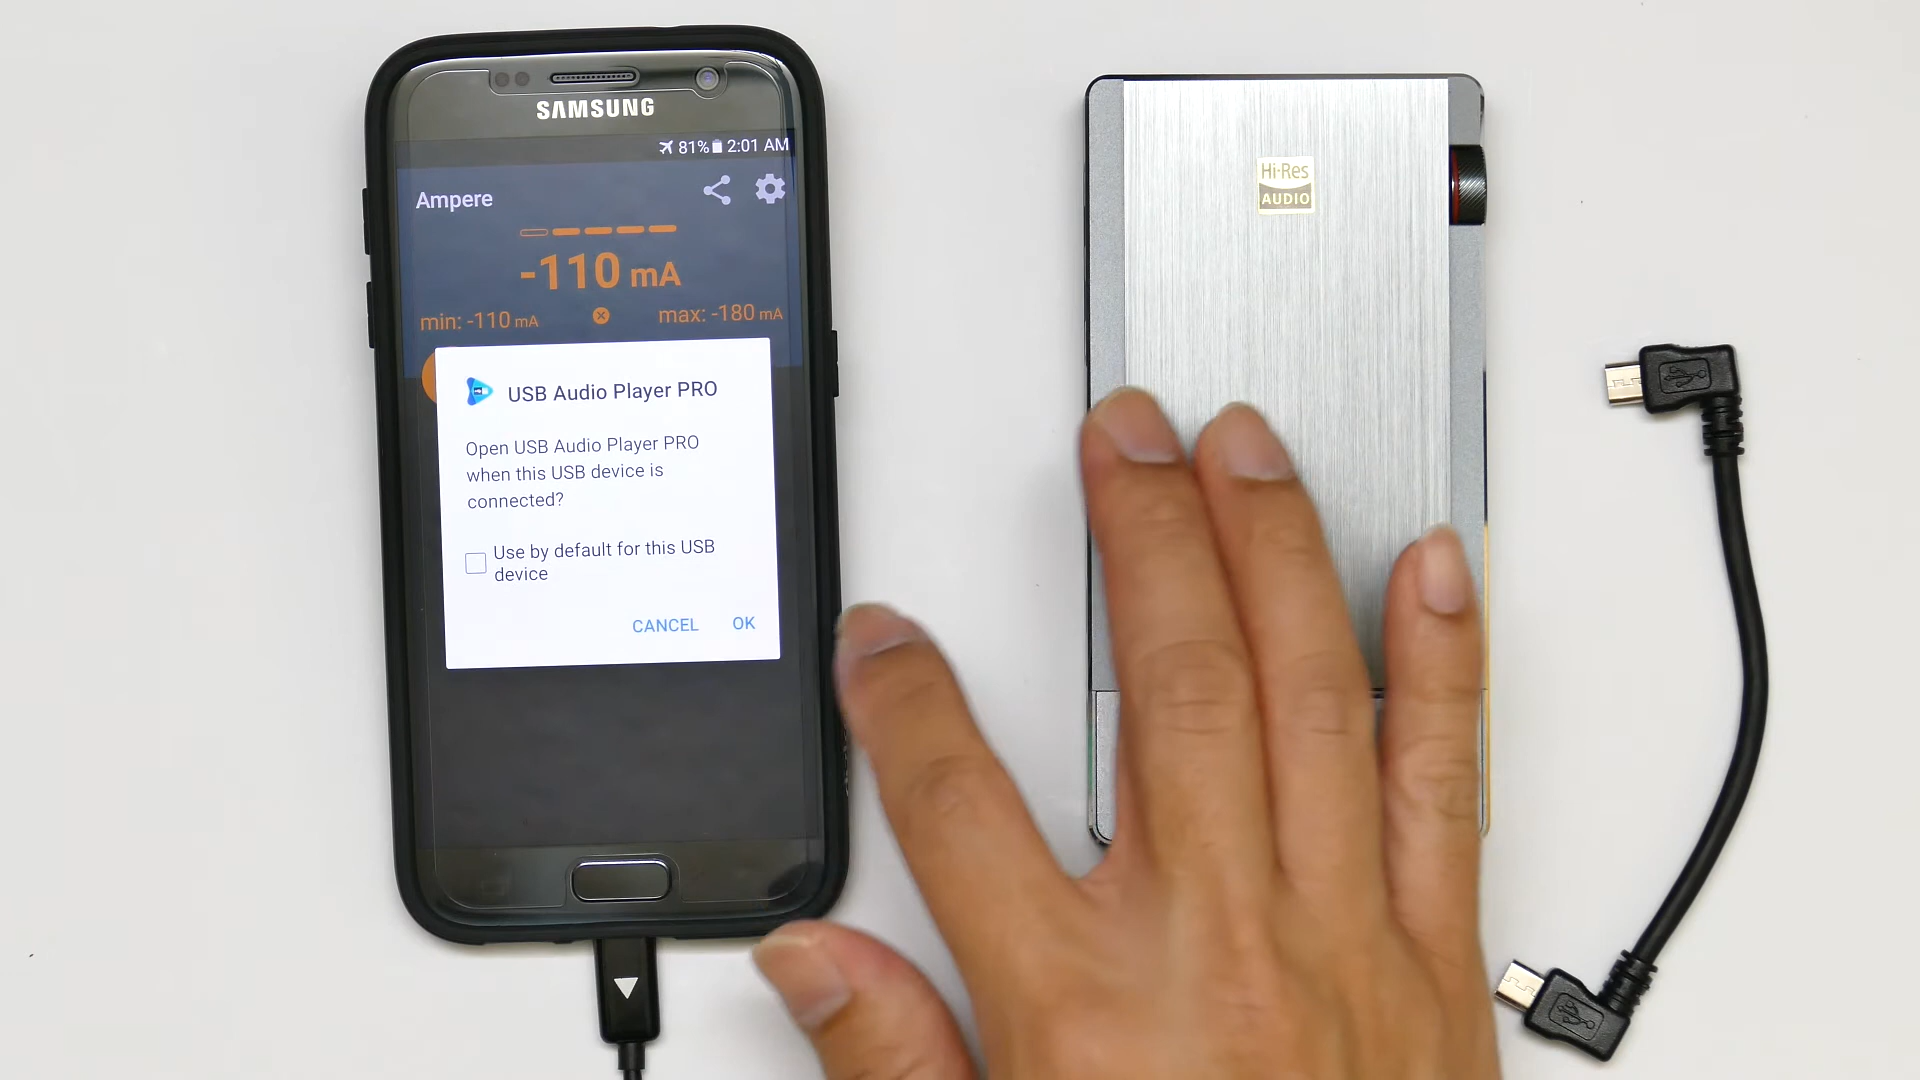 SAMSUNG
81% 2:01 AM
Ampere
-110 mA
min: -110 mA
max: -180 mA
USB Audio Player PRO
Open USB Audio Player PRO
when this USB device is
connected?
Use by default for this USB
device
CANCEL OK
Hi-Res
AUDIO